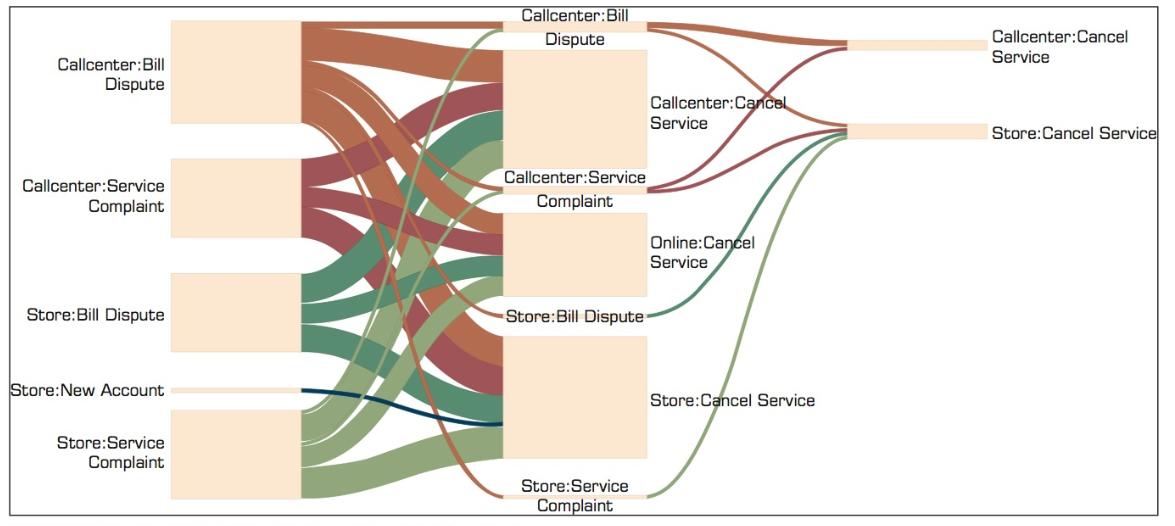 Callcenter:Bill
Dispute
Callcenter:Service
Complaint
Store:Bill Dispute
Store:New Account
Store:Service
Complaint
Callcenter:Bill
Dispute
Callcenter:Cancel
Service
Callcenter:Service
Complaint
Online:Cancel
Service
Store:Bill Dispute
Store:Cancel Service
Store:Service
Complaint
Callcenter:Cancel
Service
Store:Cancel Service